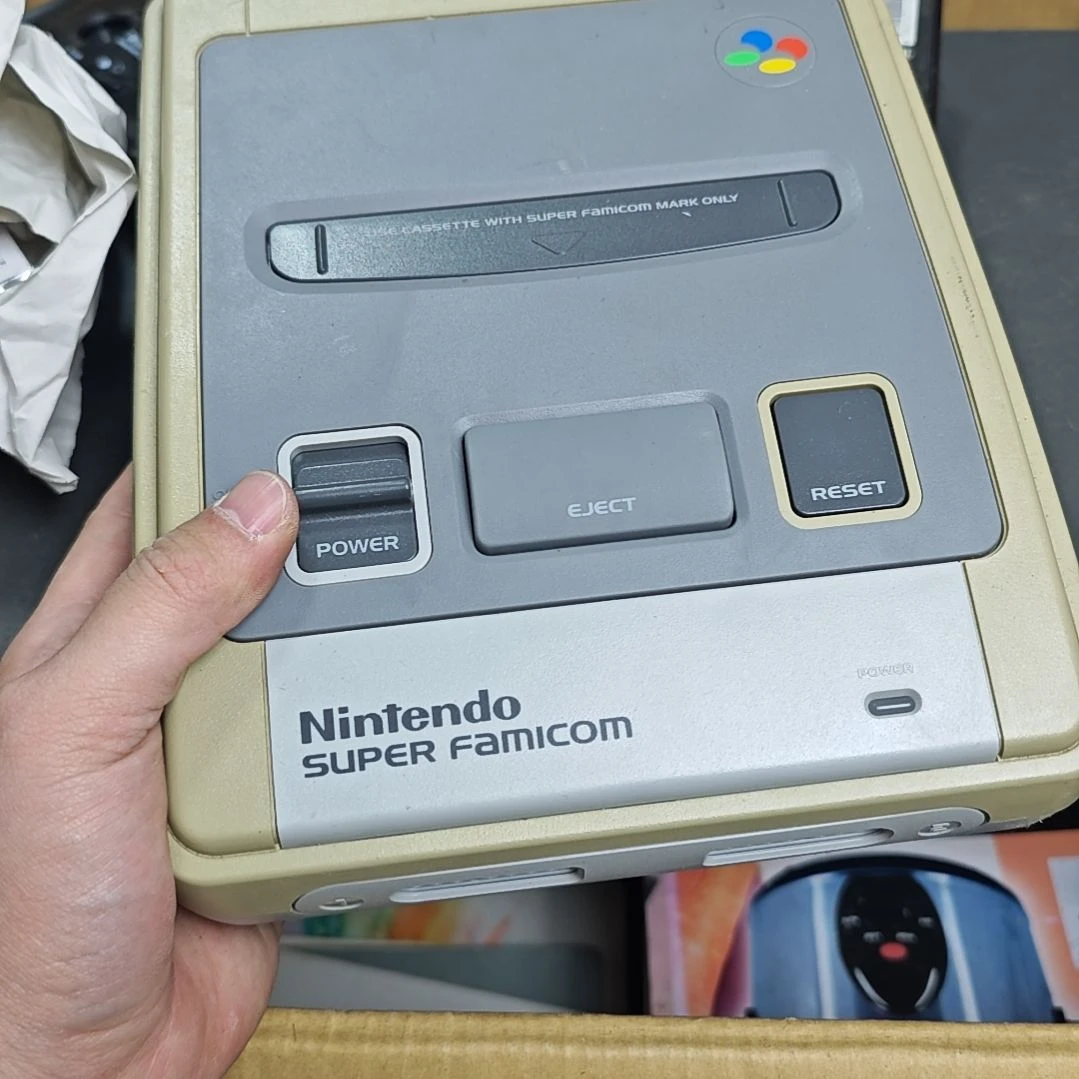 USE CASSETTE WITH SUPER FAMICOM MARK ONLY
POWER
EJECT
RESET
POWER
Nintendo
SUPER FAMICOM